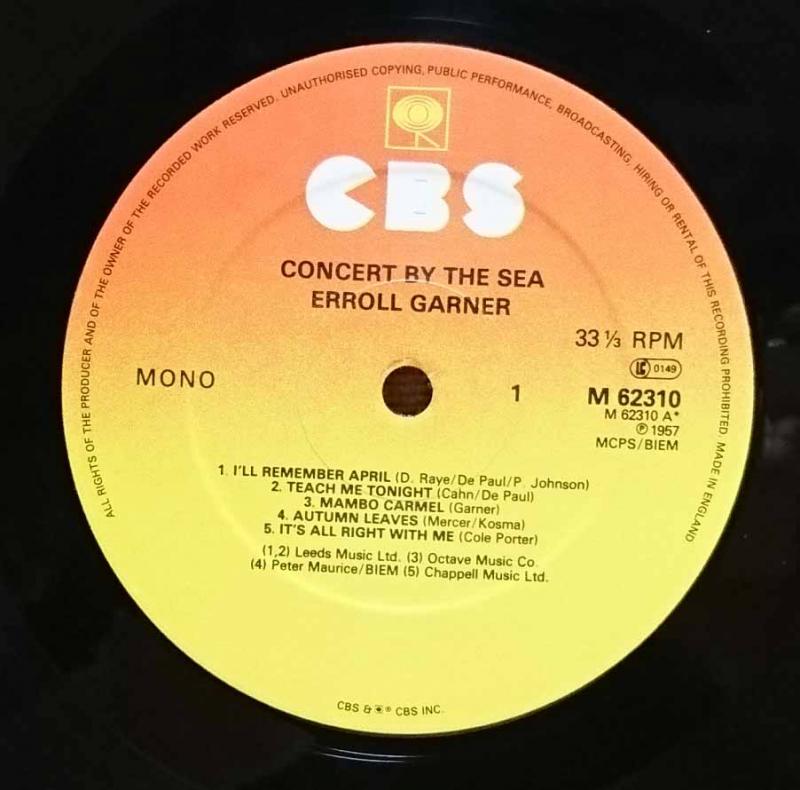 ALL RIGHTS OF THE PRODUCER AND OF THE OWNER OF THE RECORDED WORK RESERVED. UNAUTHORISED COPYING, PUBLIC PERFORMANCE, BROADCASTING, HIRING OR RENTAL OF THIS RECORDING PROHIBITED. MADE IN ENGLAND
CBS
CONCERT BY THE SEA
ERROLL GARNER
33 1/3 RPM
LC 0149
MONO
1
M 62310
M 62310 A*
℗ 1957
MCPS/BIEM
1. I'LL REMEMBER APRIL (D. Raye/De Paul/P. Johnson)
2. TEACH ME TONIGHT (Cahn/De Paul)
3. MAMBO CARMEL (Garner)
4. AUTUMN LEAVES (Mercer/Kosma)
5. IT'S ALL RIGHT WITH ME (Cole Porter)
(1,2) Leeds Music Ltd. (3) Octave Music Co.
(4) Peter Maurice/BIEM (5) Chappell Music Ltd.
CBS & ® CBS INC.